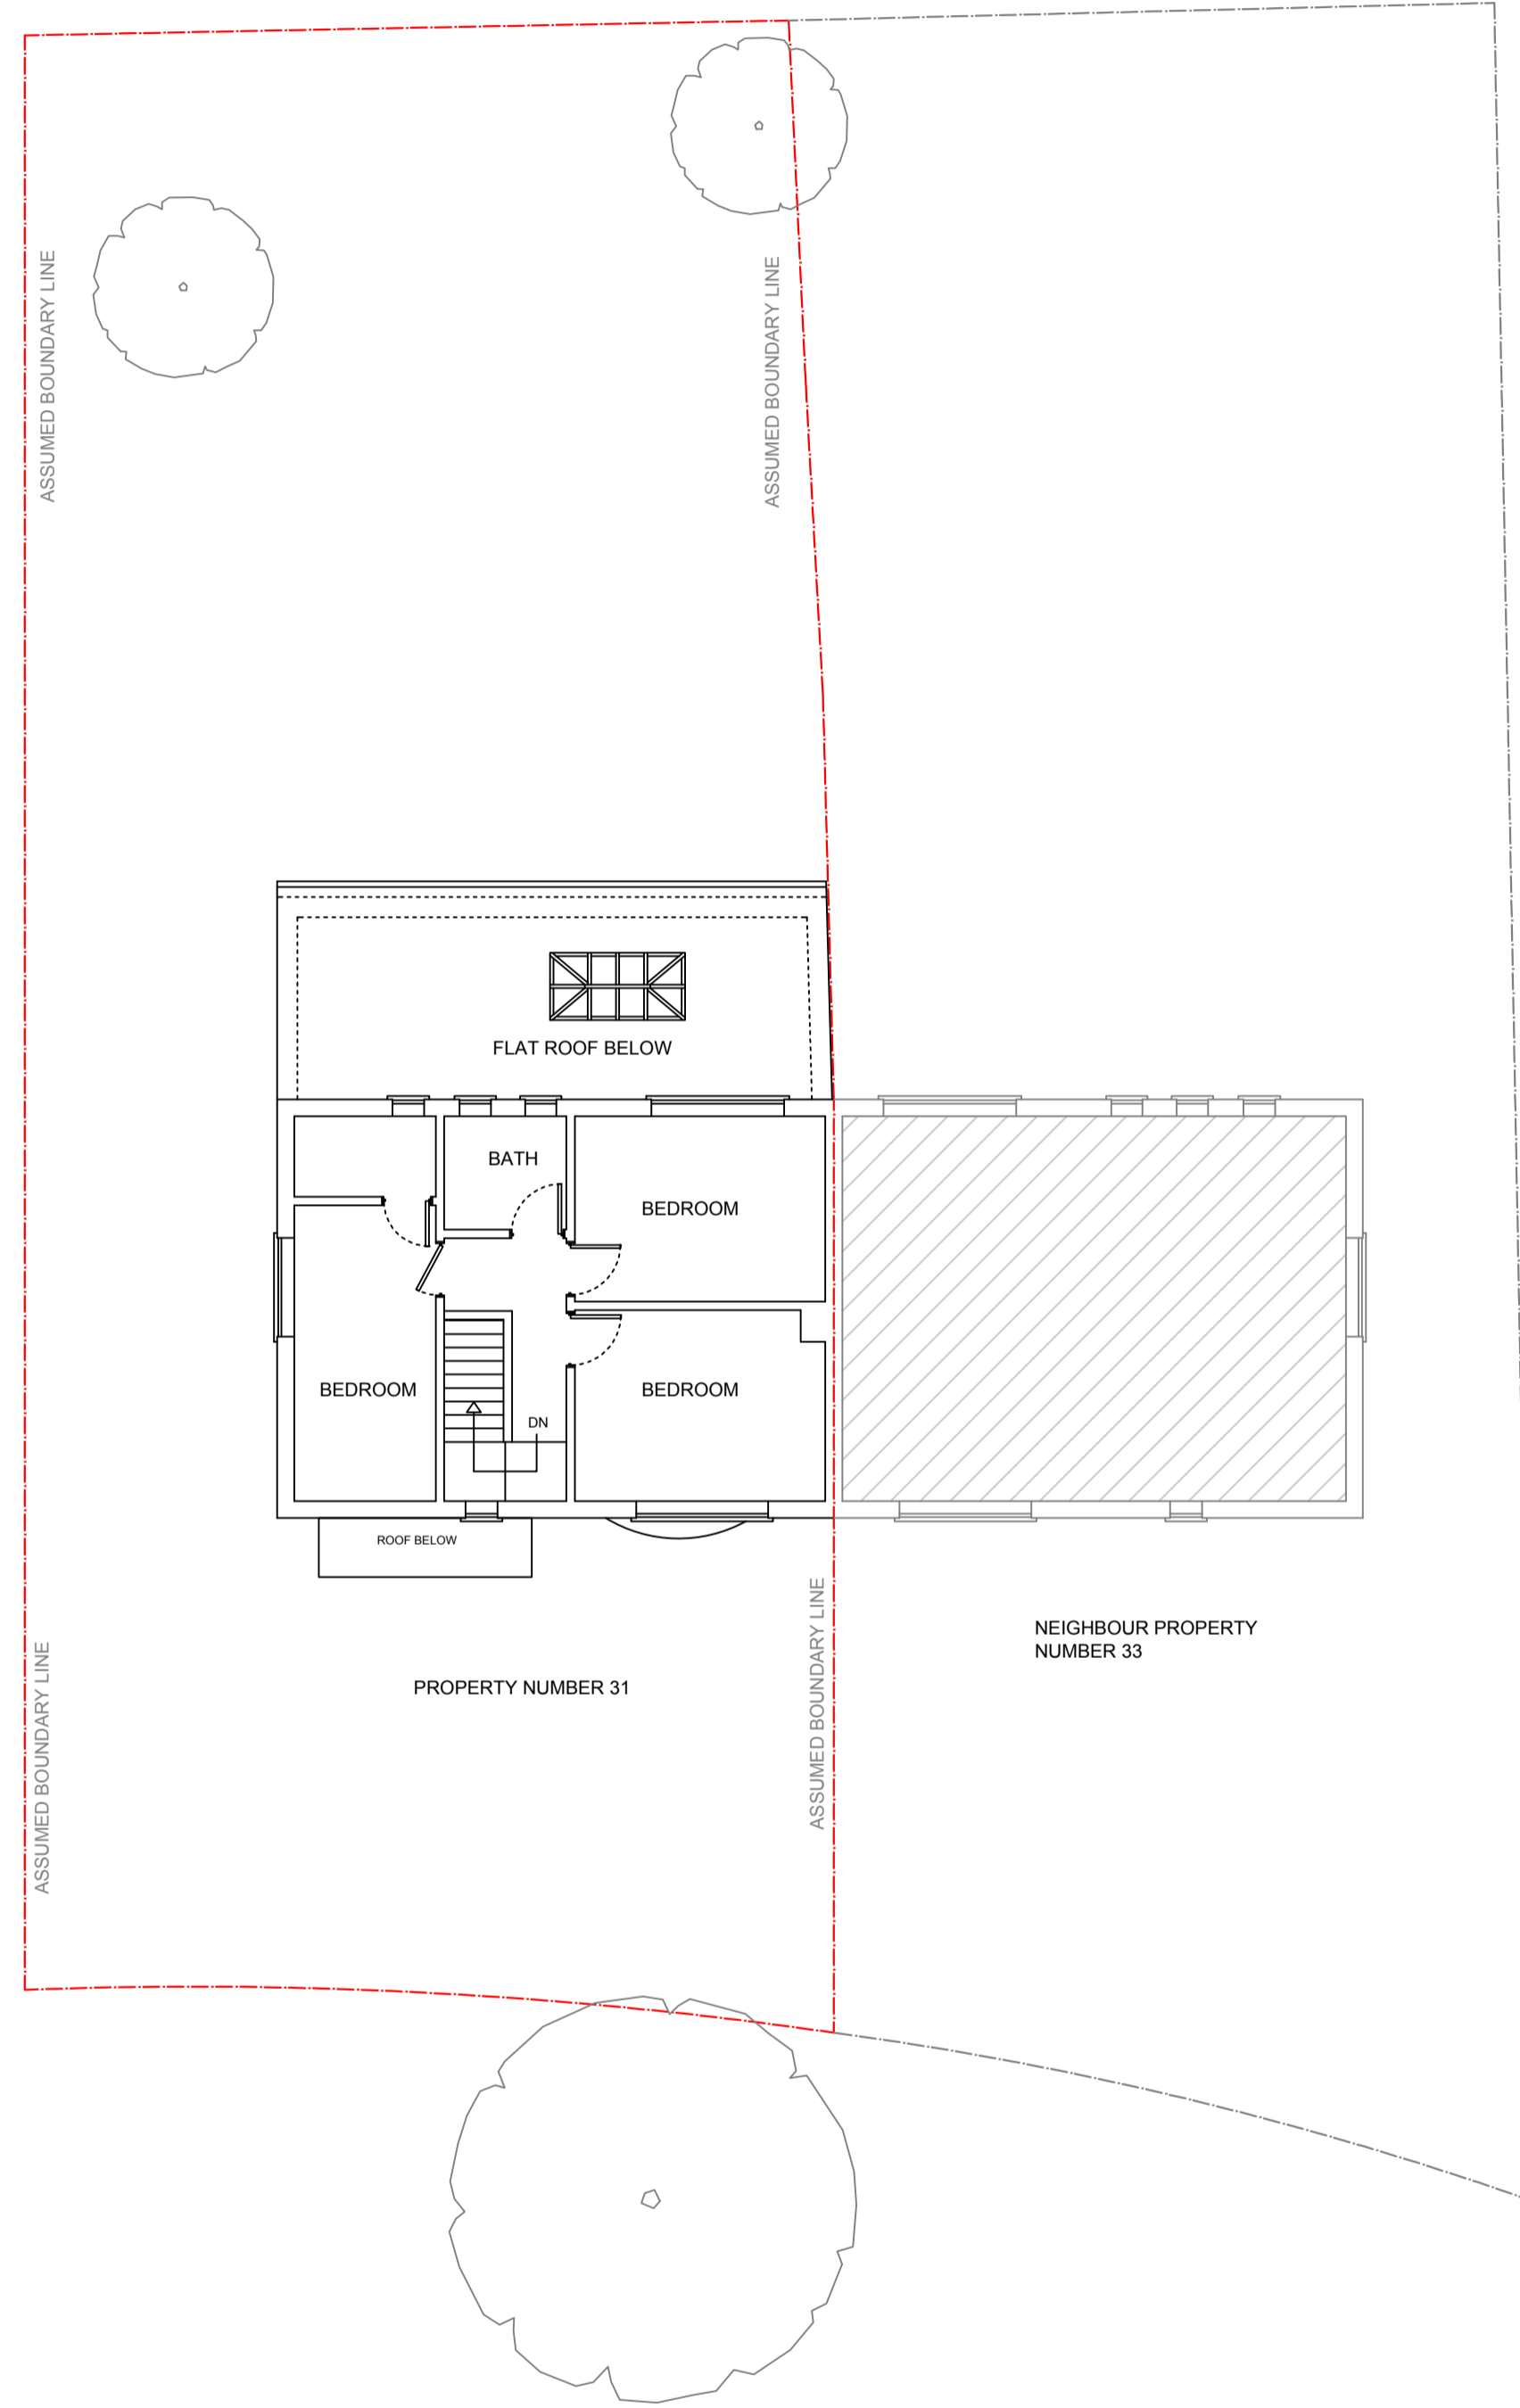 ASSUMED BOUNDARY LINE
ASSUMED BOUNDARY LINE
FLAT ROOF BELOW
BATH
BEDROOM
BEDROOM
BEDROOM
DN
ROOF BELOW
ASSUMED BOUNDARY LINE
NEIGHBOUR PROPERTY
NUMBER 33
PROPERTY NUMBER 31
ASSUMED BOUNDARY LINE